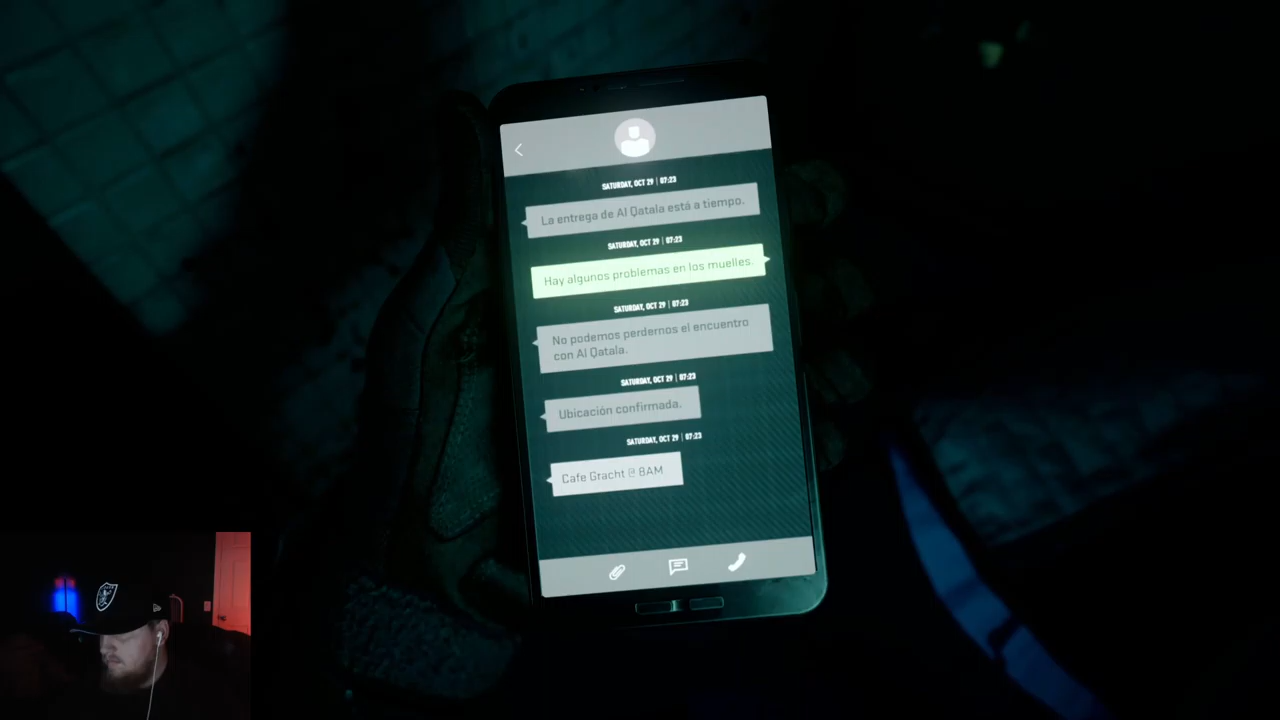 SATURDAY, OCT 29 | 07:23
La entrega de Al Qatala está a tiempo.
SATURDAY, OCT 29 | 07:23
Hay algunos problemas en los muelles.
SATURDAY, OCT 29 | 07:23
No podemos perdernos el encuentro
con Al Qatala.
SATURDAY, OCT 29 | 07:23
Ubicación confirmada.
SATURDAY, OCT 29 | 07:23
Cafe Gracht @ 8AM